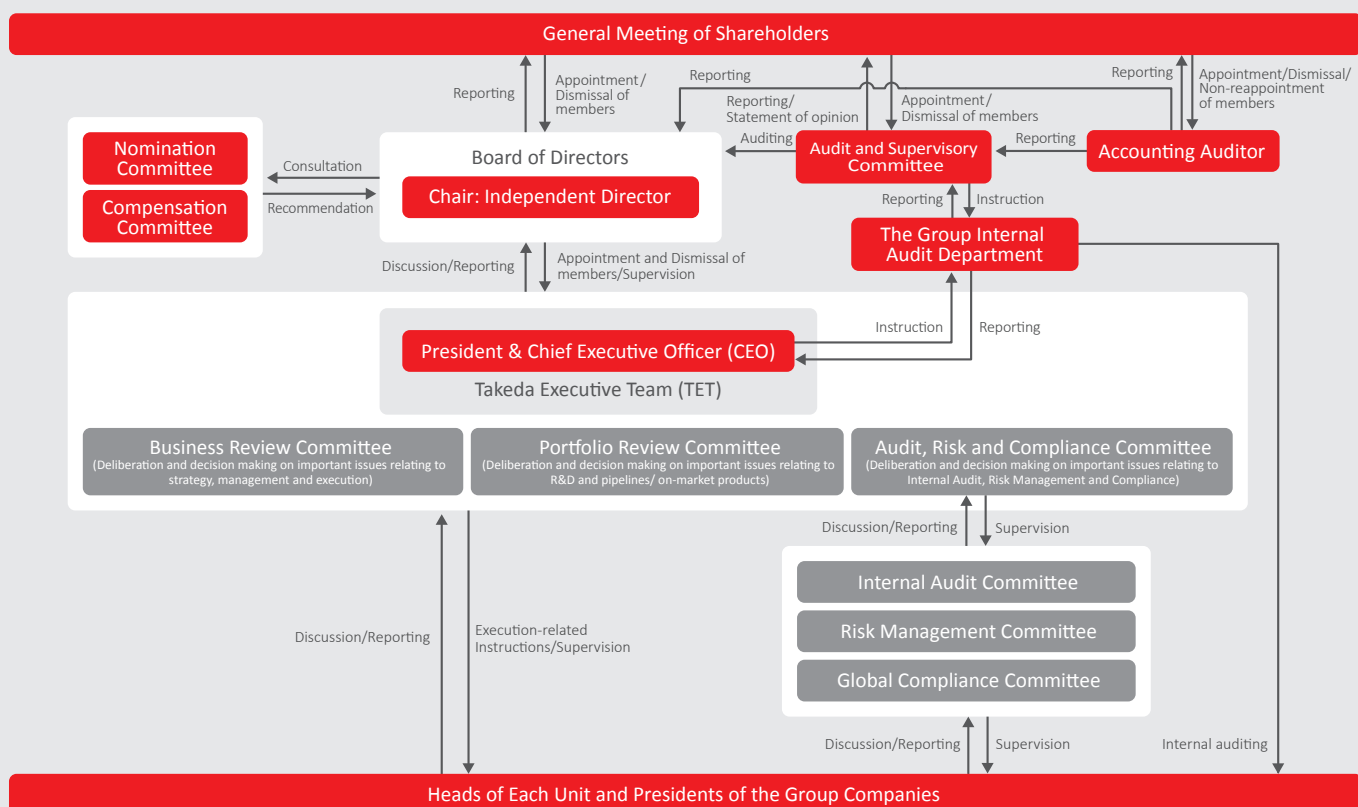 General Meeting of Shareholders
Reporting
Appointment/
Dismissal of
members
Reporting
Reporting/
Statement of opinion
Appointment/
Dismissal of members
Reporting
Appointment/Dismissal/
Non-reappointment
of members
Nomination
Committee
Compensation
Committee
Consultation
Recommendation
Board of Directors
Chair: Independent Director
Auditing
Audit and Supervisory
Committee
Reporting
Accounting Auditor
Reporting
Instruction
The Group Internal
Audit Department
Discussion/Reporting
Appointment and Dismissal of
members/Supervision
Instruction
Reporting
President & Chief Executive Officer (CEO)
Takeda Executive Team (TET)
Business Review Committee
(Deliberation and decision making on important issues relating to
strategy, management and execution)
Portfolio Review Committee
(Deliberation and decision making on important issues relating to
R&D and pipelines/ on-market products)
Audit, Risk and Compliance Committee
(Deliberation and decision making on important issues relating to
Internal Audit, Risk Management and Compliance)
Discussion/Reporting
Supervision
Internal Audit Committee
Risk Management Committee
Global Compliance Committee
Discussion/Reporting
Execution-related
Instructions/Supervision
Discussion/Reporting
Supervision
Internal auditing
Heads of Each Unit and Presidents of the Group Companies